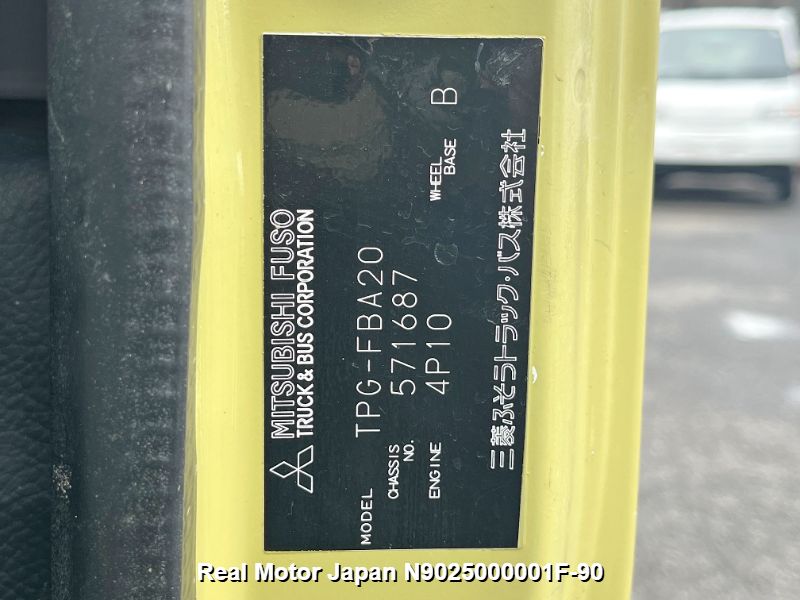 MITSUBISHI FUSO
TRUCK & BUS CORPORATION
MODEL TPG-FBA20
CHASSIS NO. 571687
ENGINE 4P10 WHEEL BASE B
三菱ふそうトラック・バス株式会社
Real Motor Japan N9025000001F-90